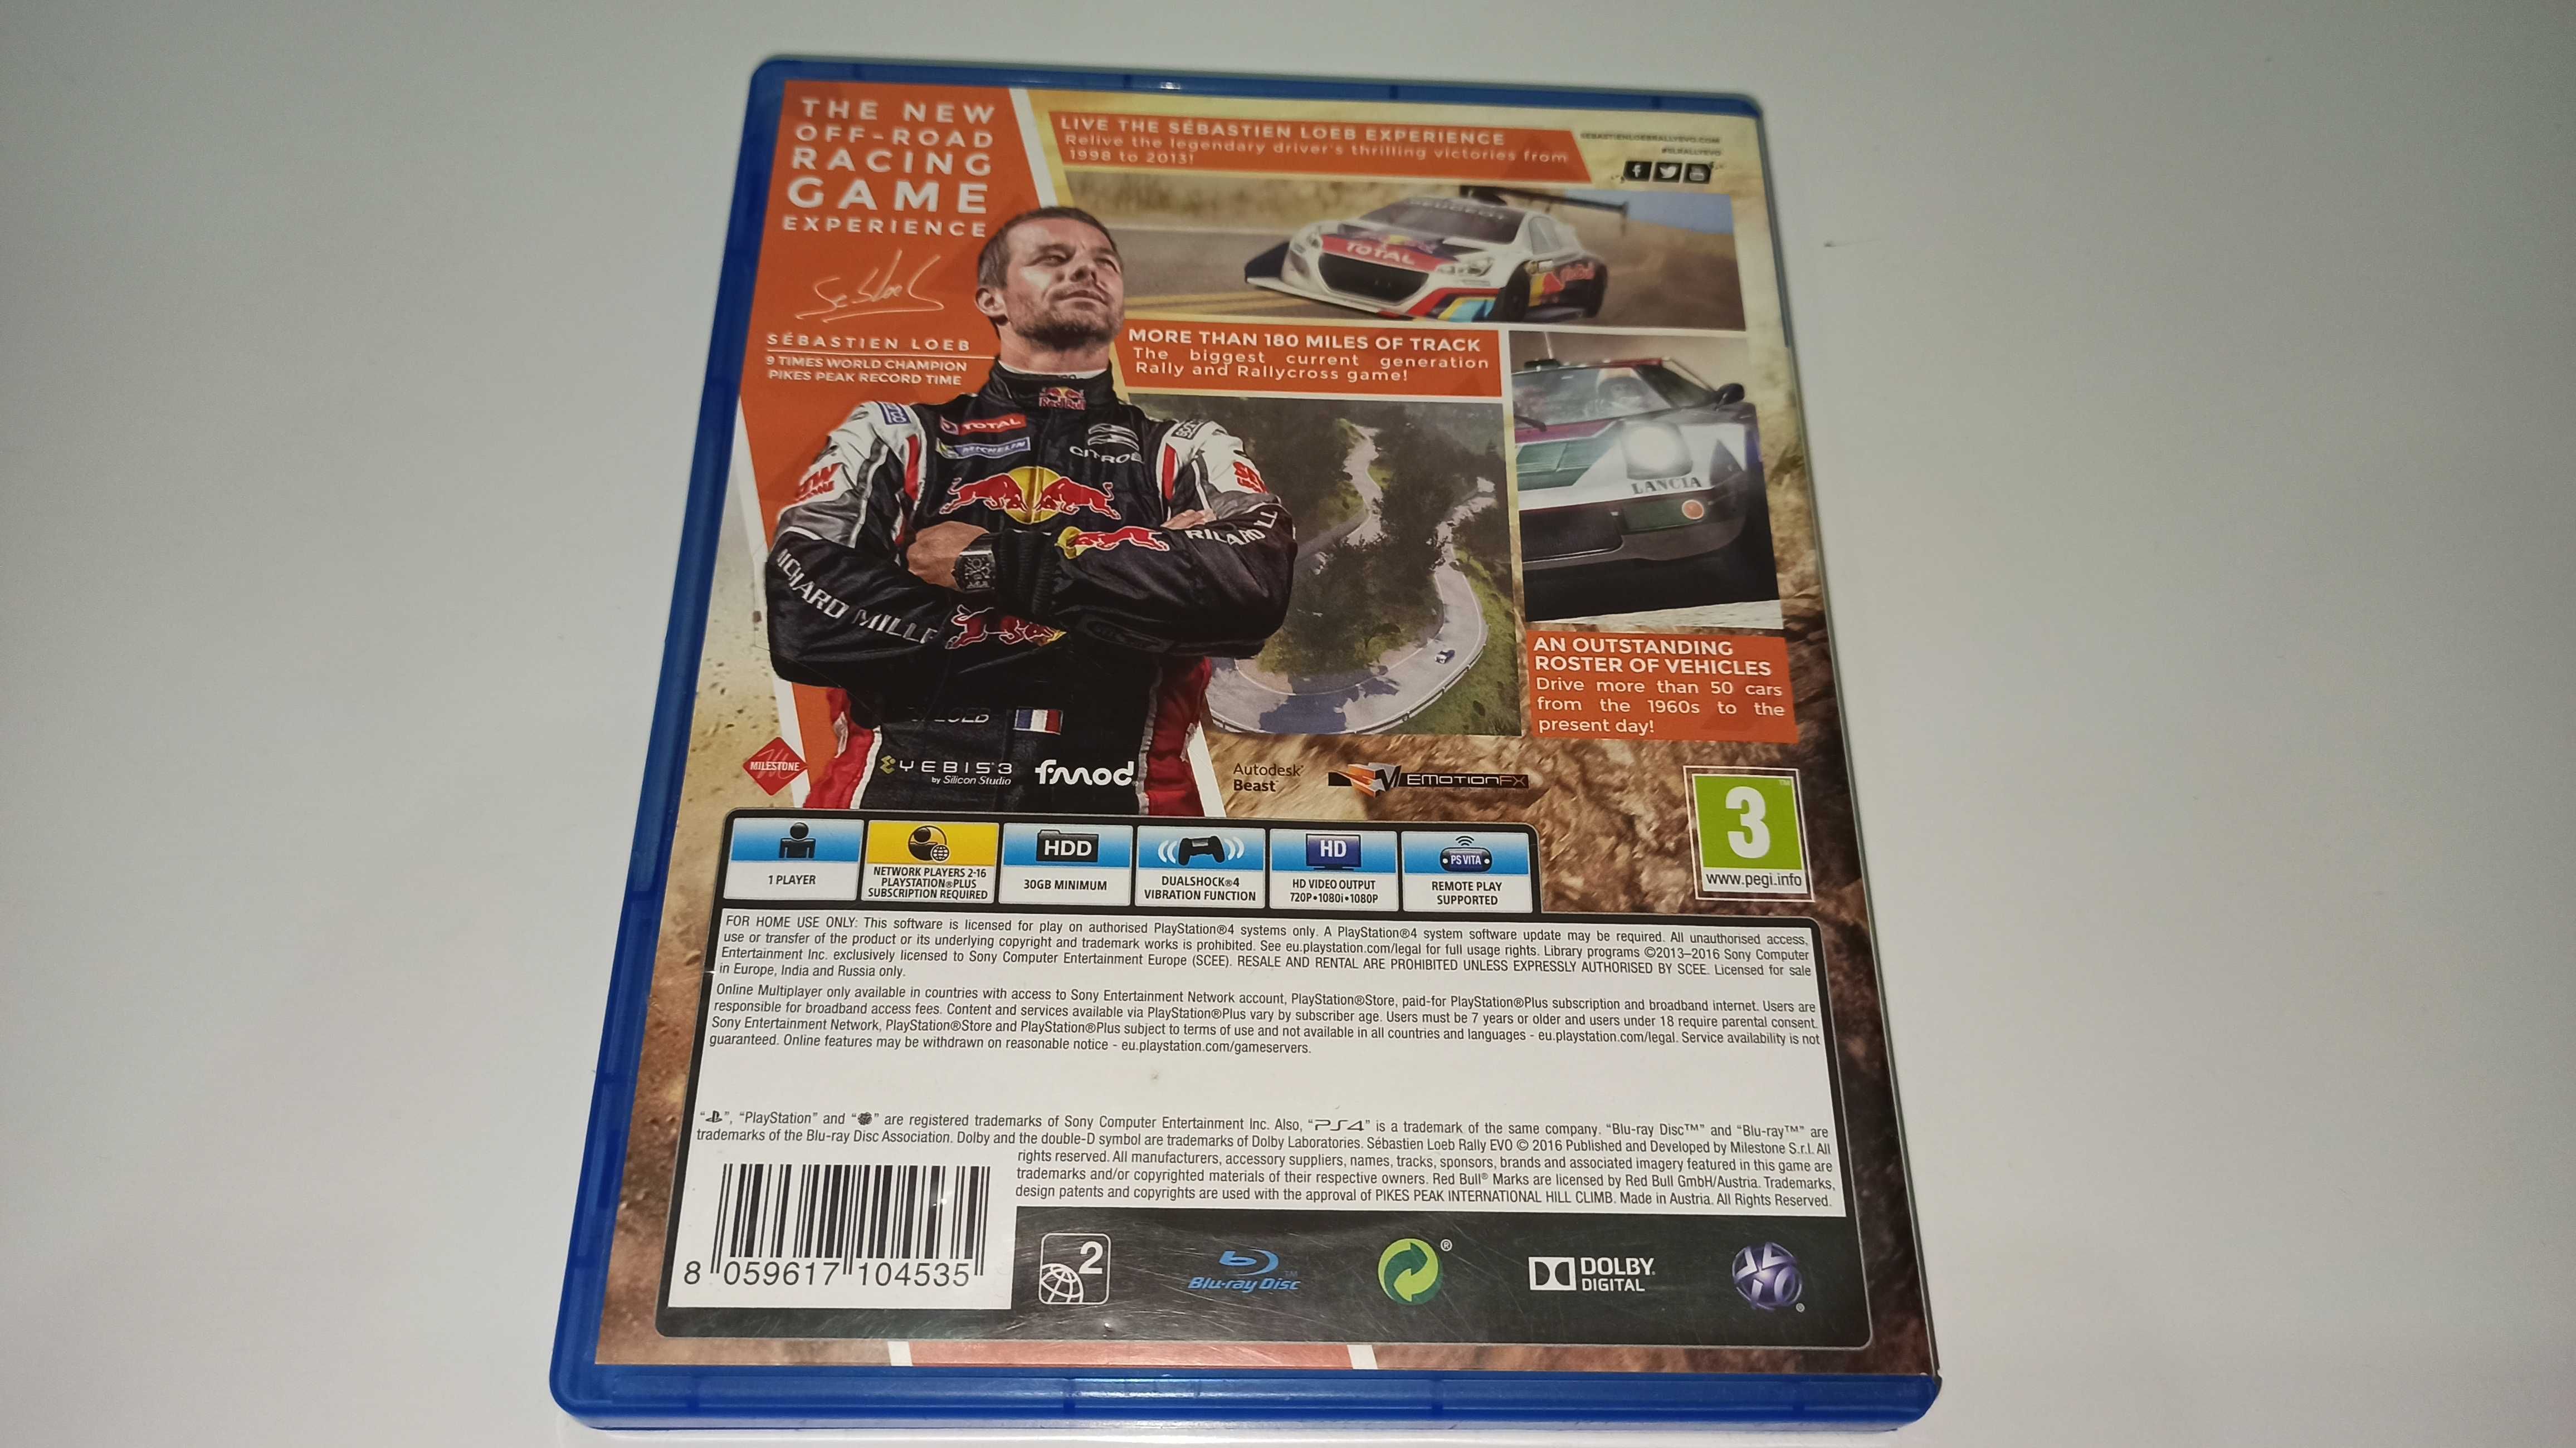 THE NEW
OFF-ROAD
RACING
GAME
EXPERIENCE
SÉBASTIEN LOEB
9 TIMES WORLD CHAMPION
PIKES PEAK RECORD TIME
LIVE THE SÉBASTIEN LOEB EXPERIENCE
Relive the legendary driver's thrilling victories from
1998 to 2013!
SEBASTIENLOEBRALLYEVO.COM
#SLRALLYEVO
PEUGEOT
TOTAL
Red Bull
MORE THAN 180 MILES OF TRACK
The biggest current generation
Rally and Rallycross game!
LANCIA
AN OUTSTANDING
ROSTER OF VEHICLES
Drive more than 50 cars
from the 1960s to the
present day!
Red Bull
TOTAL
MICHELIN
CITROË
RICHARD MILLE
MILESTONE
YEBIS 3
by Silicon Studio
fmod
Autodesk
Beast
EMOTIONFX
3
www.pegi.info
1 PLAYER
NETWORK PLAYERS 2-16
PLAYSTATION®PLUS
SUBSCRIPTION REQUIRED
HDD
30GB MINIMUM
DUALSHOCK®4
VIBRATION FUNCTION
HD
HD VIDEO OUTPUT
720P•1080i•1080P
PS VITA
REMOTE PLAY
SUPPORTED
FOR HOME USE ONLY: This software is licensed for play on authorised PlayStation®4 systems only. A PlayStation®4 system software update may be required. All unauthorised access,
use or transfer of the product or its underlying copyright and trademark works is prohibited. See eu.playstation.com/legal for full usage rights. Library programs ©2013–2016 Sony Computer
Entertainment Inc. exclusively licensed to Sony Computer Entertainment Europe (SCEE). RESALE AND RENTAL ARE PROHIBITED UNLESS EXPRESSLY AUTHORISED BY SCEE. Licensed for sale
in Europe, India and Russia only.
Online Multiplayer only available in countries with access to Sony Entertainment Network account, PlayStation®Store, paid-for PlayStation®Plus subscription and broadband internet. Users are
responsible for broadband access fees. Content and services available via PlayStation®Plus vary by subscriber age. Users must be 7 years or older and users under 18 require parental consent.
Sony Entertainment Network, PlayStation®Store and PlayStation®Plus subject to terms of use and not available in all countries and languages - eu.playstation.com/legal. Service availability is not
guaranteed. Online features may be withdrawn on reasonable notice - eu.playstation.com/gameservers.
“”, “PlayStation” and “” are registered trademarks of Sony Computer Entertainment Inc. Also, “PS4” is a trademark of the same company. “Blu-ray Disc™” and “Blu-ray™” are
trademarks of the Blu-ray Disc Association. Dolby and the double-D symbol are trademarks of Dolby Laboratories. Sébastien Loeb Rally EVO © 2016 Published and Developed by Milestone S.r.l. All
rights reserved. All manufacturers, accessory suppliers, names, tracks, sponsors, brands and associated imagery featured in this game are
trademarks and/or copyrighted materials of their respective owners. Red Bull® Marks are licensed by Red Bull GmbH/Austria. Trademarks,
design patents and copyrights are used with the approval of PIKES PEAK INTERNATIONAL HILL CLIMB. Made in Austria. All Rights Reserved.
8 059617 104535
2
Blu-ray Disc™
®
DOLBY®
DIGITAL
®